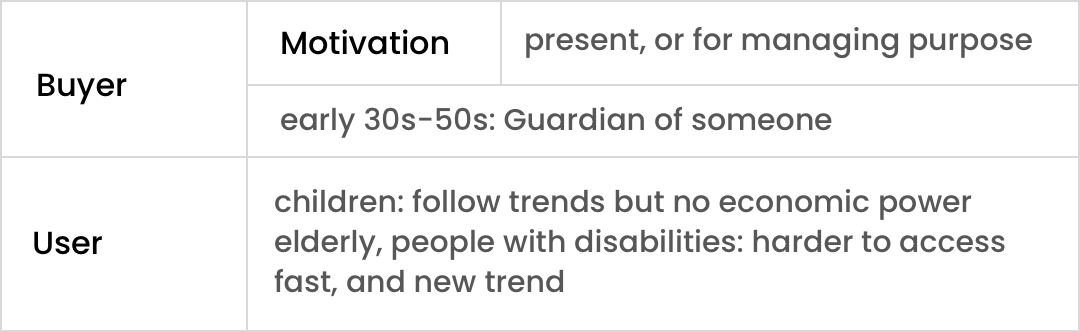 Buyer
Motivation
present, or for managing purpose
early 30s-50s: Guardian of someone
User
children: follow trends but no economic power
elderly, people with disabilities: harder to access
fast, and new trend